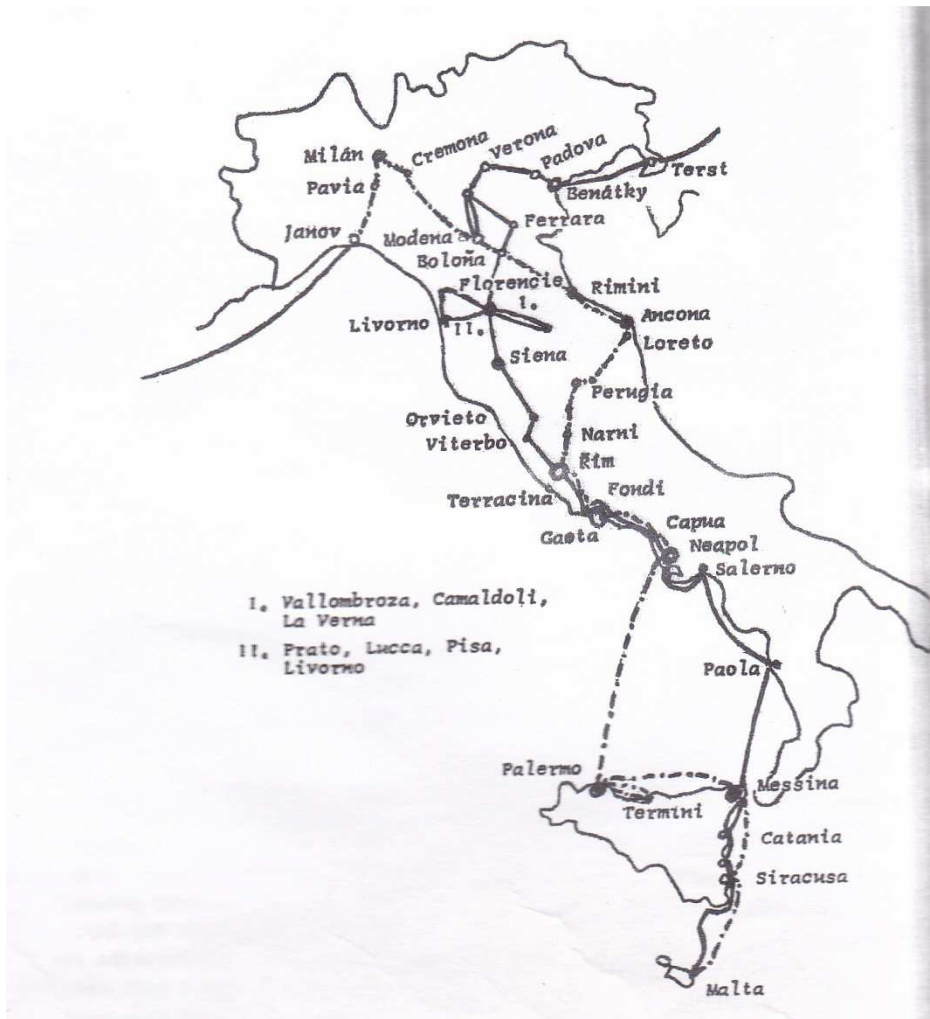 Milán
Cremona
Verona
Padova
Terst
Pavia
Benátky
Janov
Modena
Ferrara
Boloňa
Florencie
I.
Rimini
Livorno
II.
Ancona
Loreto
Siena
Perugia
Orvieto
Viterbo
Narni
Řím
Terracina
Fondi
Gaeta
Capua
Neapol
Salerno
I. Vallombroza, Camaldoli,
La Verna
II. Prato, Lucca, Pisa,
Livorno
Paola
Palermo
Messina
Termini
Catania
Siracusa
Malta